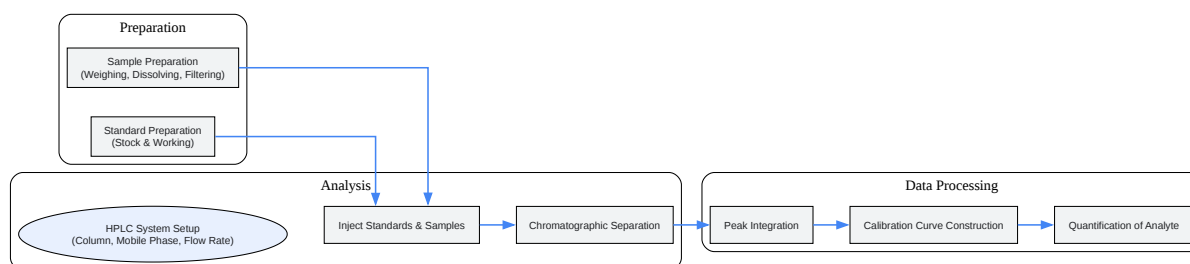 Preparation
Sample Preparation
(Weighing, Dissolving, Filtering)
Standard Preparation
(Stock & Working)
Analysis
HPLC System Setup
(Column, Mobile Phase, Flow Rate)
Inject Standards & Samples
Chromatographic Separation
Data Processing
Peak Integration
Calibration Curve Construction
Quantification of Analyte